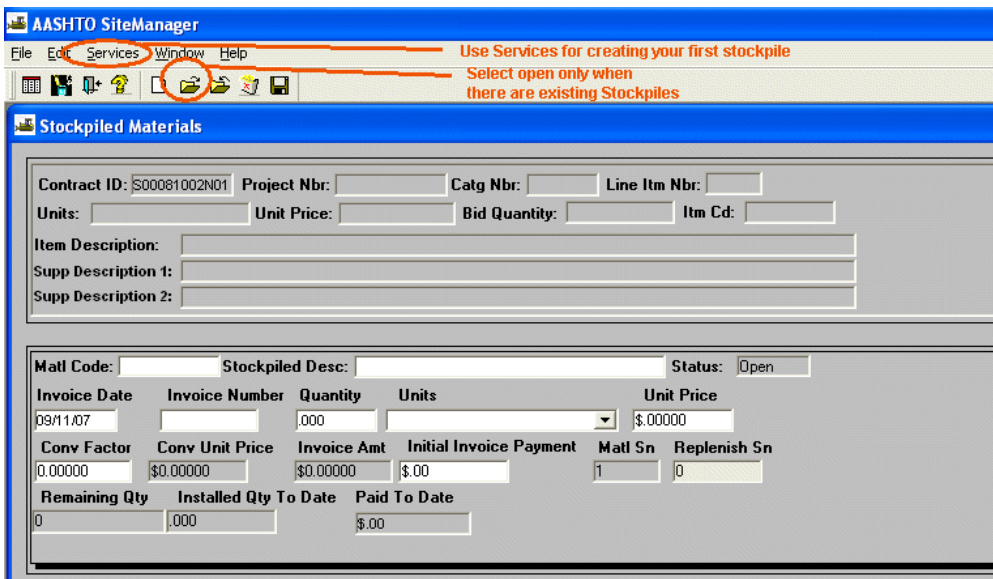 AASHTO SiteManager
File Edit Services Window Help
Use Services for creating your first stockpile
Select open only when
there are existing Stockpiles
Stockpiled Materials
Contract ID: S00081002N01 Project Nbr: Catg Nbr: Line Itm Nbr:
Units: Unit Price: Bid Quantity: Itm Cd:
Item Description:
Supp Description 1:
Supp Description 2:
Matl Code: Stockpiled Desc: Status: Open
Invoice Date Invoice Number Quantity Units Unit Price
09/11/07 .000 $.00000
Conv Factor Conv Unit Price Invoice Amt Initial Invoice Payment Matl Sn Replenish Sn
0.00000 $0.00000 $0.00000 $.00 1 0
Remaining Qty Installed Qty To Date Paid To Date
0 .000 $.00